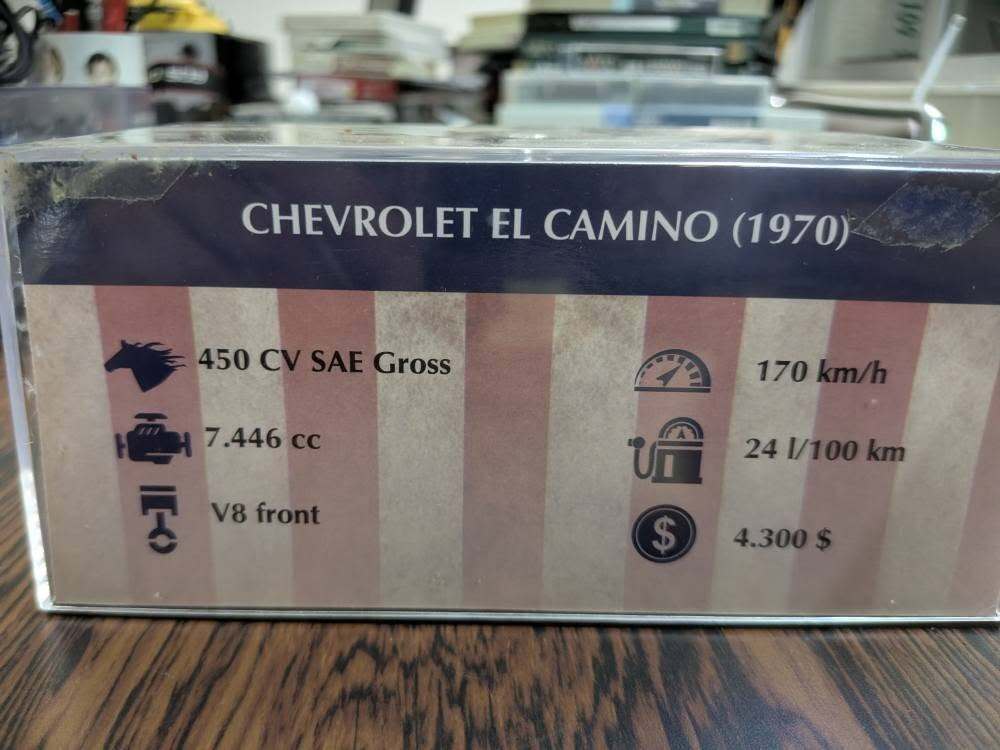 CHEVROLET EL CAMINO (1970)
450 CV SAE Gross
7.446 cc
V8 front
170 km/h
24 l/100 km
4.300 $